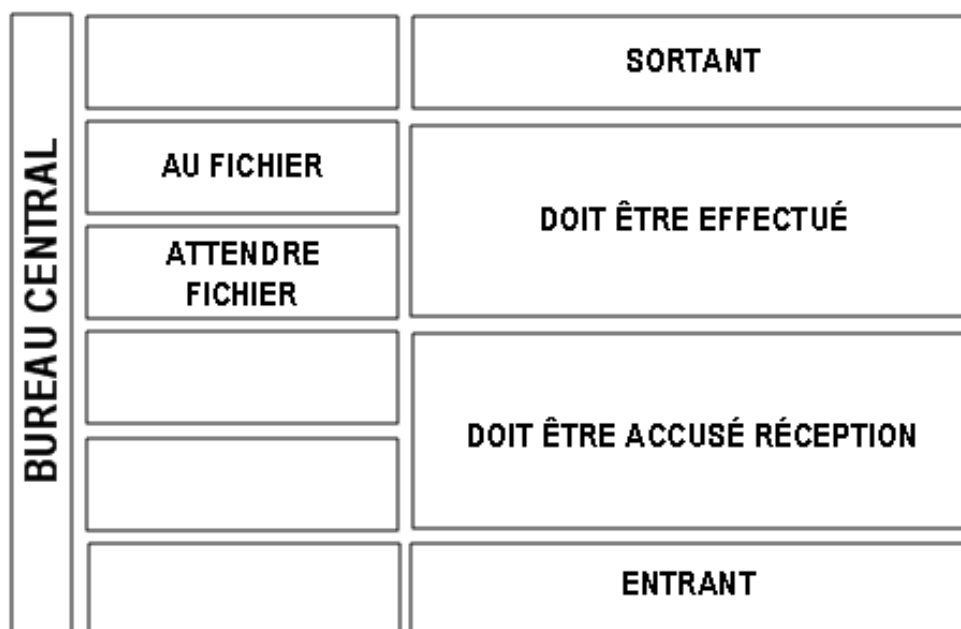 BUREAU CENTRAL
SORTANT
AU FICHIER
DOIT ÊTRE EFFECTUÉ
ATTENDRE
FICHIER
DOIT ÊTRE ACCUSÉ RÉCEPTION
ENTRANT